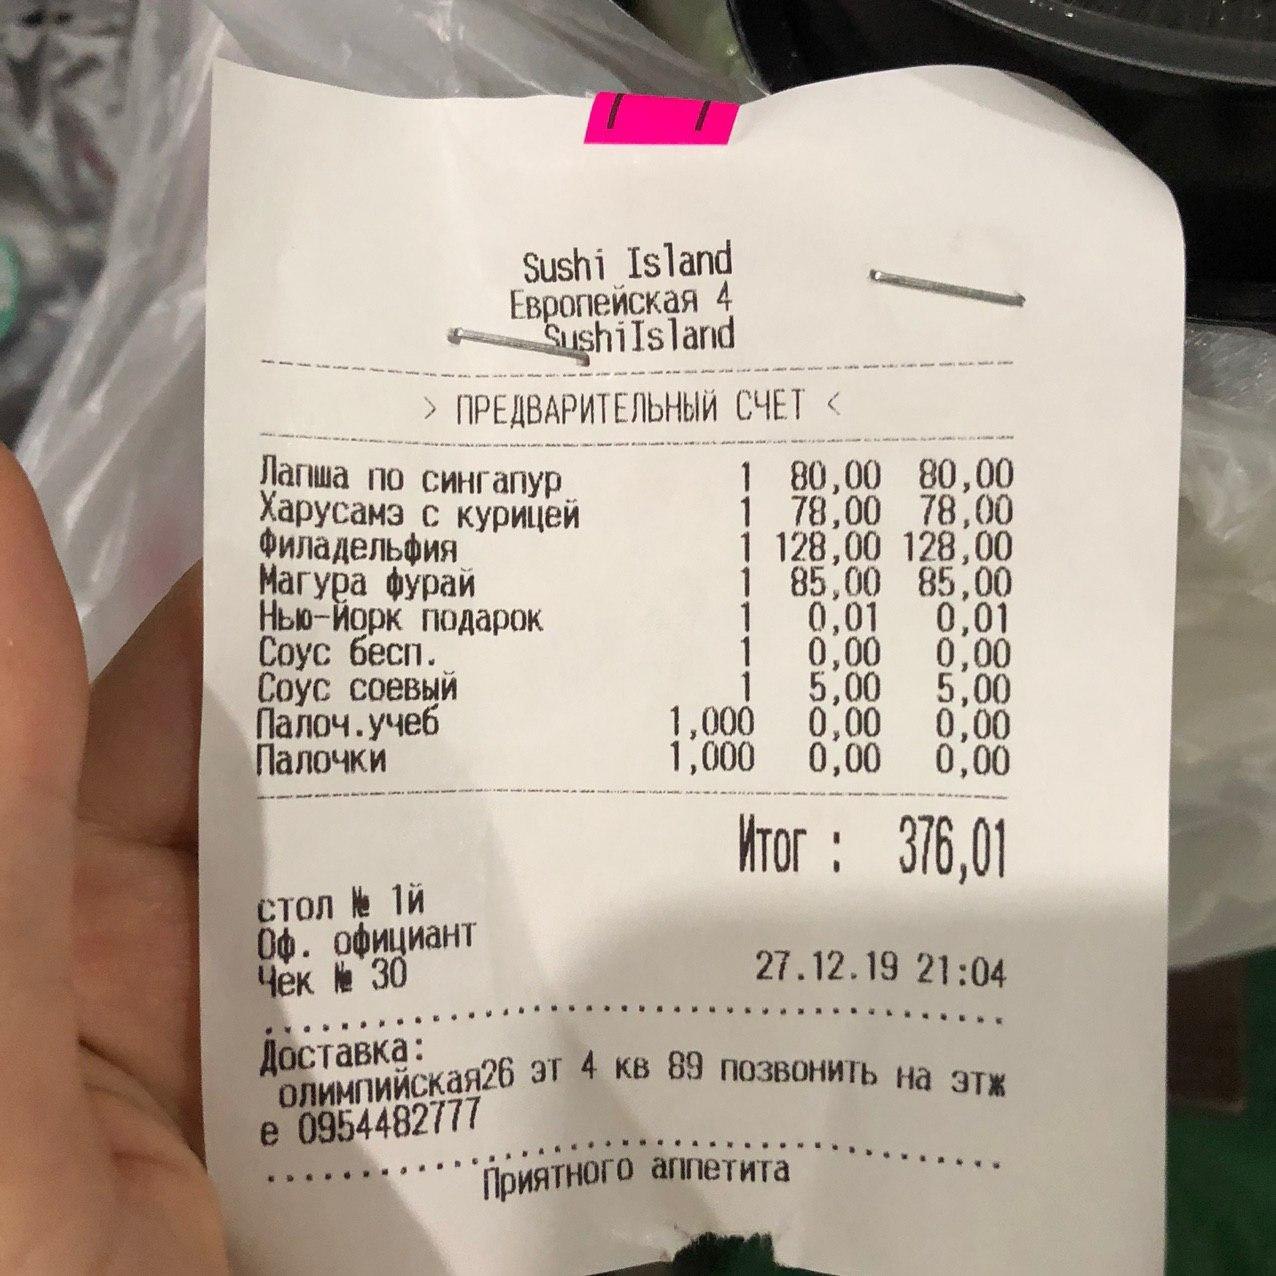 Sushi Island
Европейская 4
SushiIsland
> ПРЕДВАРИТЕЛЬНЫЙ СЧЕТ <
Лапша по сингапур 1 80,00 80,00
Харусамэ с курицей 1 78,00 78,00
Филадельфия 1 128,00 128,00
Магура фурай 1 85,00 85,00
Нью-Йорк подарок 1 0,01 0,01
Соус бесп. 1 0,00 0,00
Соус соевый 1 5,00 5,00
Палоч.учеб 1,000 0,00 0,00
Палочки 1,000 0,00 0,00
Итог : 376,01
стол № 1й
Оф. официант
Чек № 30 27.12.19 21:04
Доставка:
олимпийская26 эт 4 кв 89 позвонить на этж
е 0954482777
Приятного аппетита